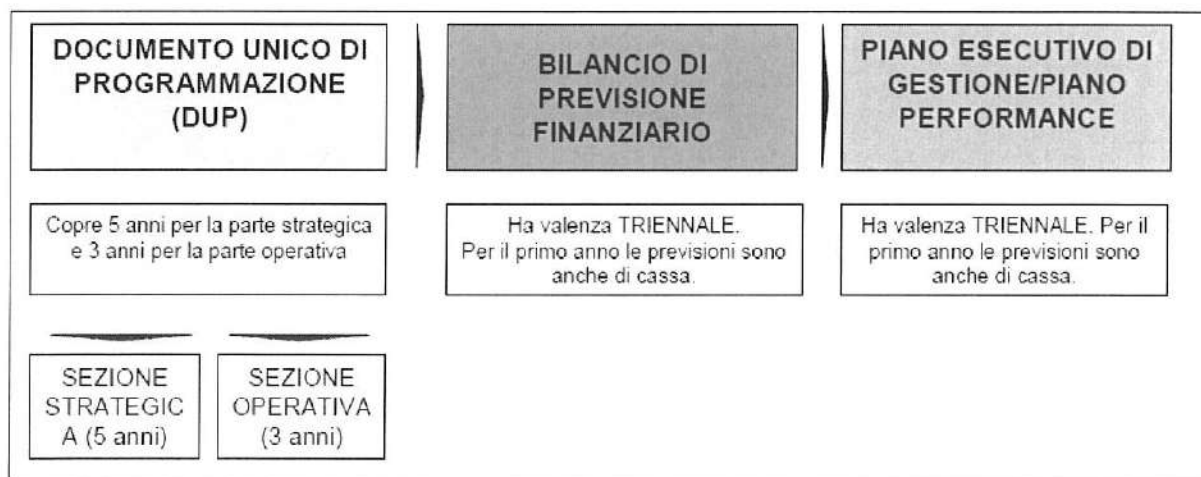 DOCUMENTO UNICO DI
PROGRAMMAZIONE
(DUP)
BILANCIO DI
PREVISIONE
FINANZIARIO
PIANO ESECUTIVO DI
GESTIONE/PIANO
PERFORMANCE
Copre 5 anni per la parte strategica
e 3 anni per la parte operativa
Ha valenza TRIENNALE.
Per il primo anno le previsioni sono
anche di cassa.
Ha valenza TRIENNALE. Per il
primo anno le previsioni sono
anche di cassa.
SEZIONE
STRATEGIC
A (5 anni)
SEZIONE
OPERATIVA
(3 anni)